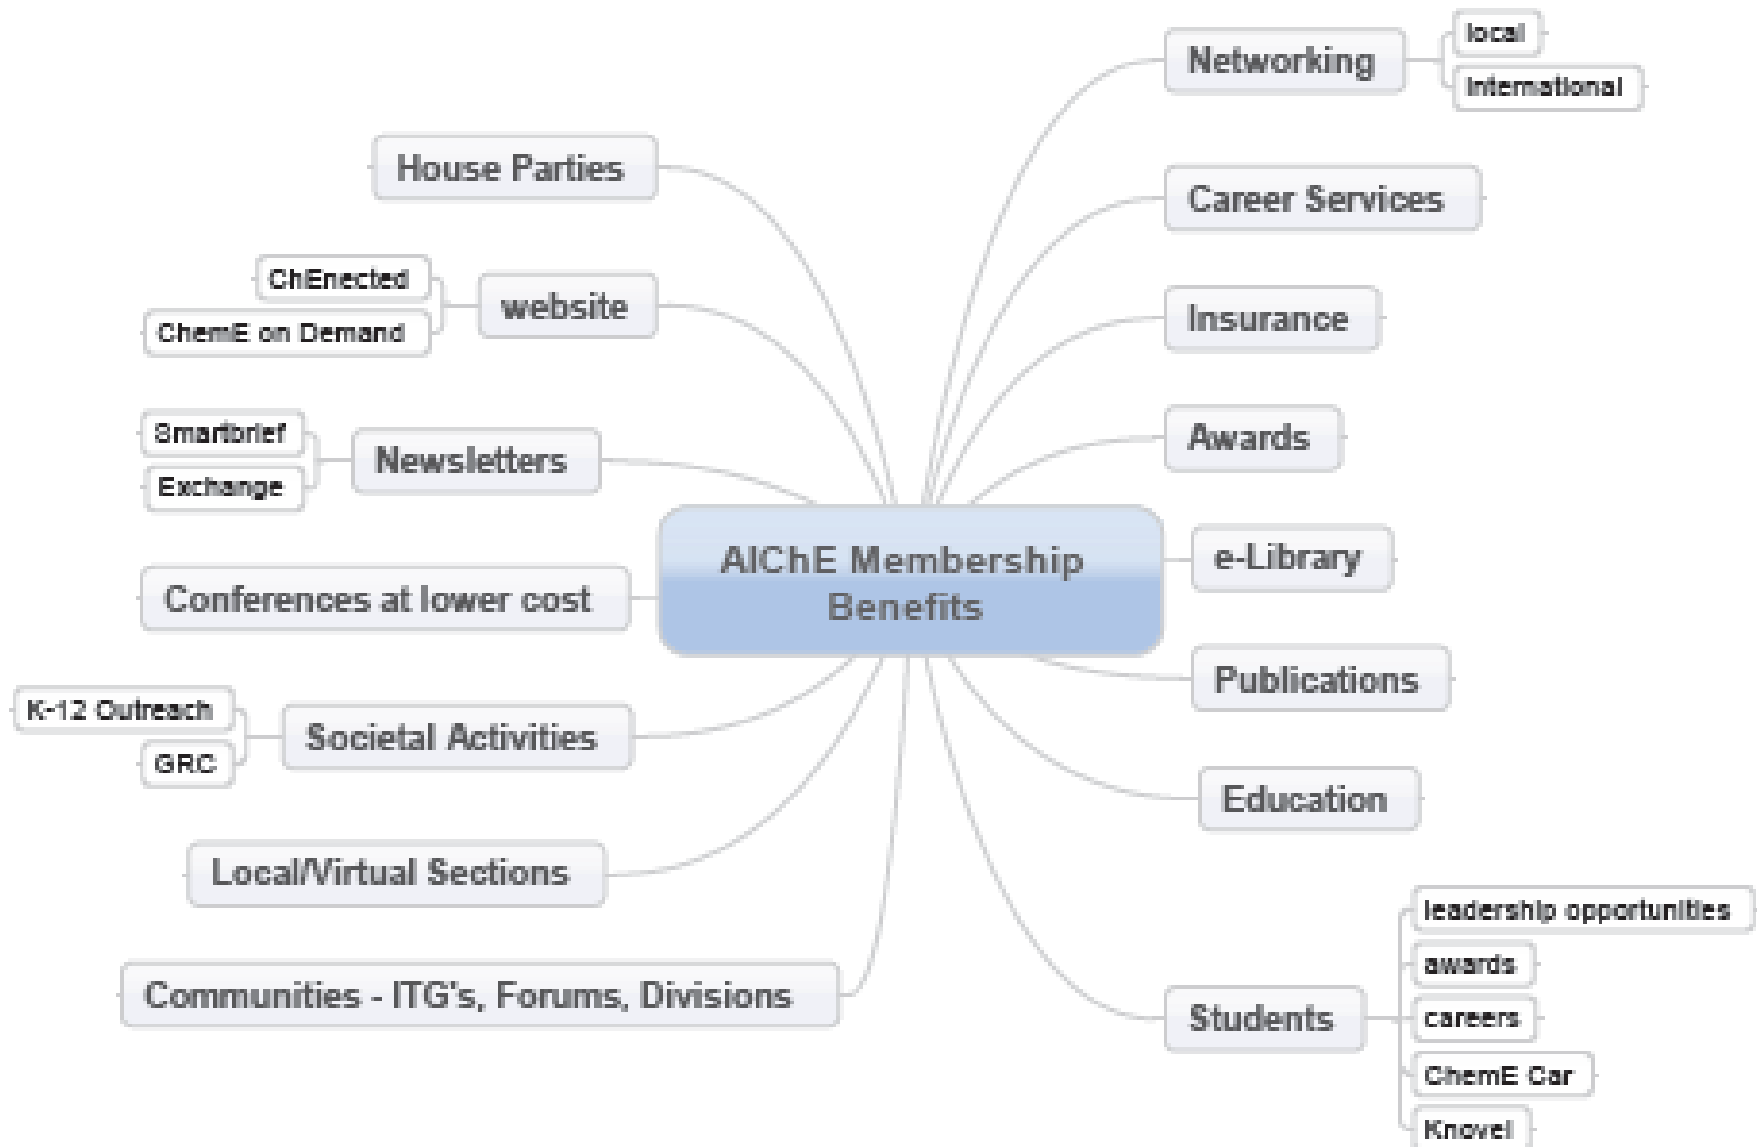 AIChE Membership
Benefits
Networking
local
international
Career Services
Insurance
Awards
e-Library
Publications
Education
Students
leadership opportunities
awards
careers
ChemE Car
Knovel
House Parties
website
ChEnected
ChemE on Demand
Newsletters
Smartbrief
Exchange
Conferences at lower cost
Societal Activities
K-12 Outreach
GRC
Local/Virtual Sections
Communities - ITG's, Forums, Divisions